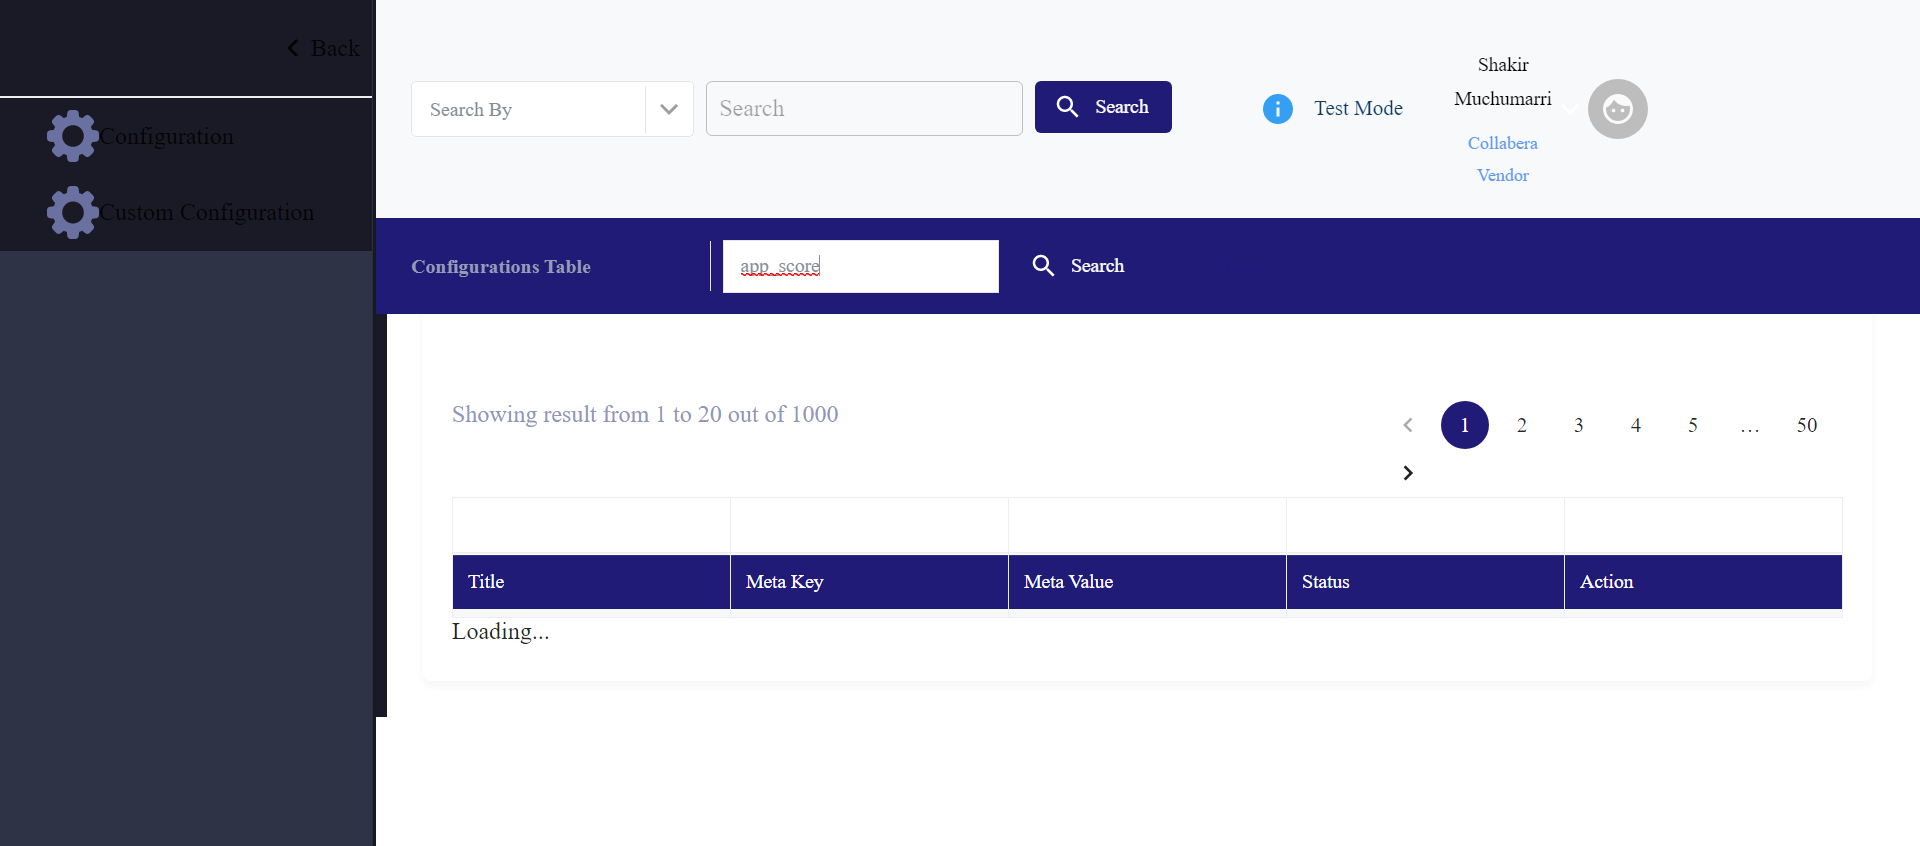 Back
Configuration
Custom Configuration
Search By
Search
Search
Test Mode
Shakir
Muchumarri
Collabera
Vendor
Configurations Table
app_score
Search
Showing result from 1 to 20 out of 1000
1 2 3 4 5 ... 50
Title Meta Key Meta Value Status Action
Loading...